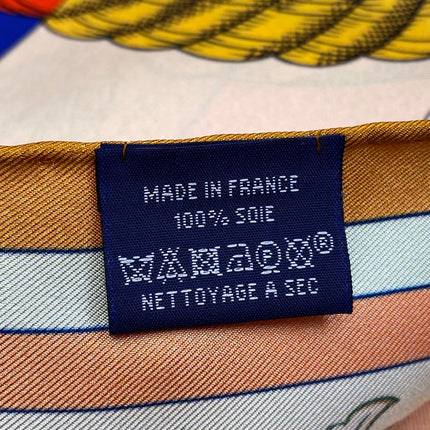 MADE IN FRANCE
100% SOIE
®
NETTOYAGE A SEC